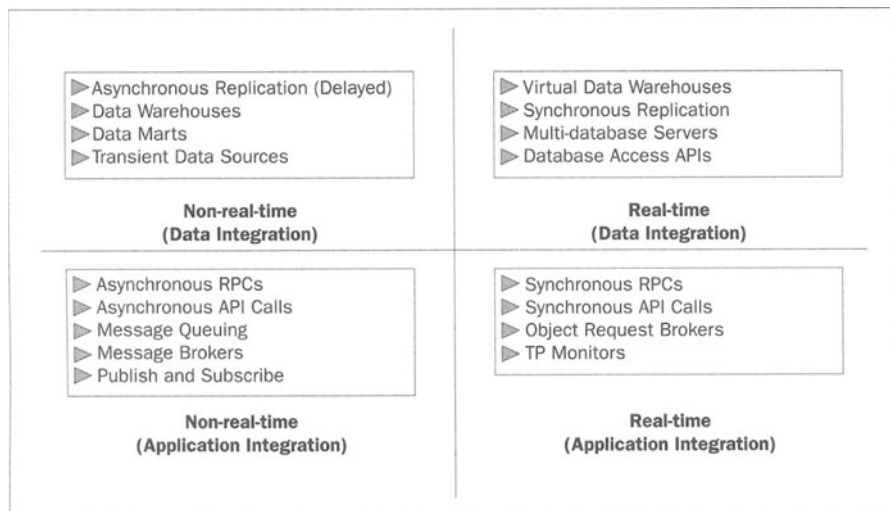 Asynchronous Replication (Delayed)
Data Warehouses
Data Marts
Transient Data Sources
Non-real-time
(Data Integration)
Virtual Data Warehouses
Synchronous Replication
Multi-database Servers
Database Access APIs
Real-time
(Data Integration)
Asynchronous RPCs
Asynchronous API Calls
Message Queuing
Message Brokers
Publish and Subscribe
Non-real-time
(Application Integration)
Synchronous RPCs
Synchronous API Calls
Object Request Brokers
TP Monitors
Real-time
(Application Integration)